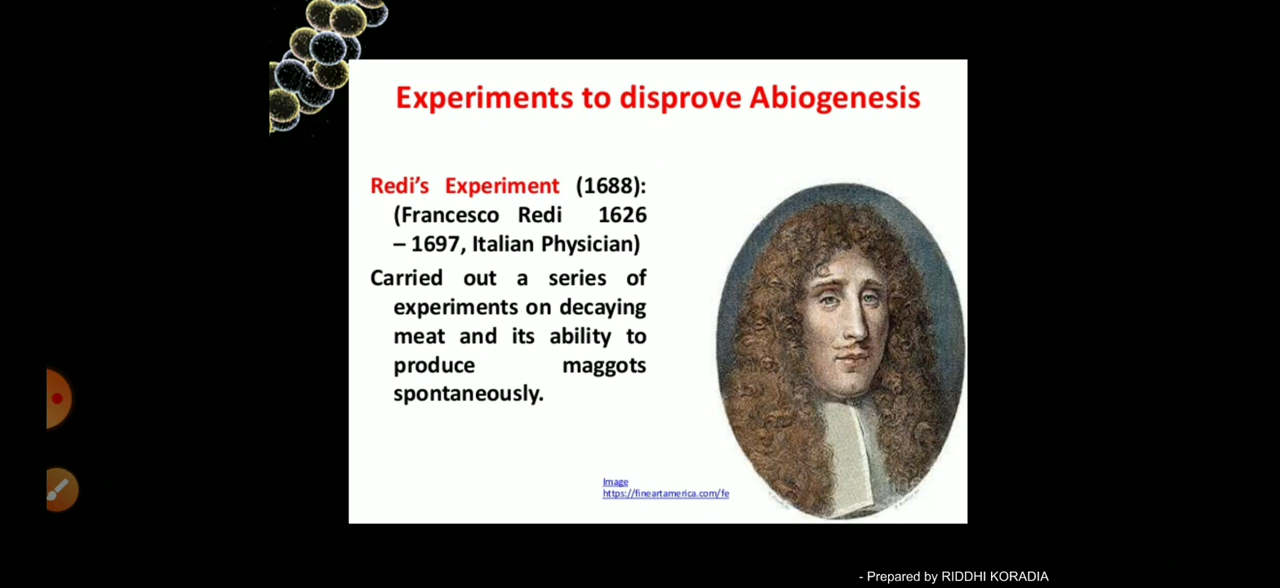 Experiments to disprove Abiogenesis
Redi's Experiment (1688):
(Francesco Redi 1626
– 1697, Italian Physician)
Carried out a series of
experiments on decaying
meat and its ability to
produce maggots
spontaneously.
Image
https://fineartamerica.com/fe
- Prepared by RIDDHI KORADIA